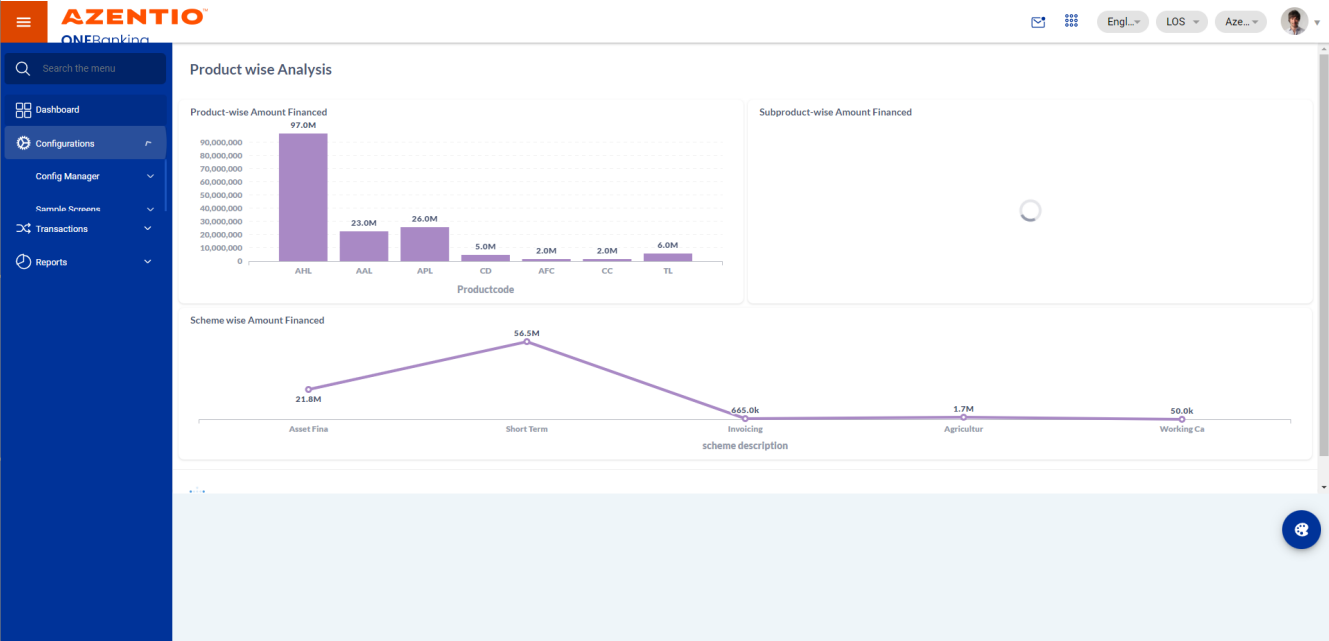 AZENTIO™
ONEBanking
Engl...
LOS
Aze...
Search the menu
Dashboard
Configurations
Config Manager
Sample Screens
Transactions
Reports
Product wise Analysis
Product-wise Amount Financed
97.0M
90,000,000
80,000,000
70,000,000
60,000,000
50,000,000
40,000,000
30,000,000
20,000,000
10,000,000
0
23.0M
26.0M
5.0M
2.0M
2.0M
6.0M
AHL
AAL
APL
CD
AFC
CC
TL
Productcode
Subproduct-wise Amount Financed
Scheme wise Amount Financed
21.8M
56.5M
665.0k
1.7M
50.0k
Asset Fina
Short Term
Invoicing
Agricultur
Working Ca
scheme description